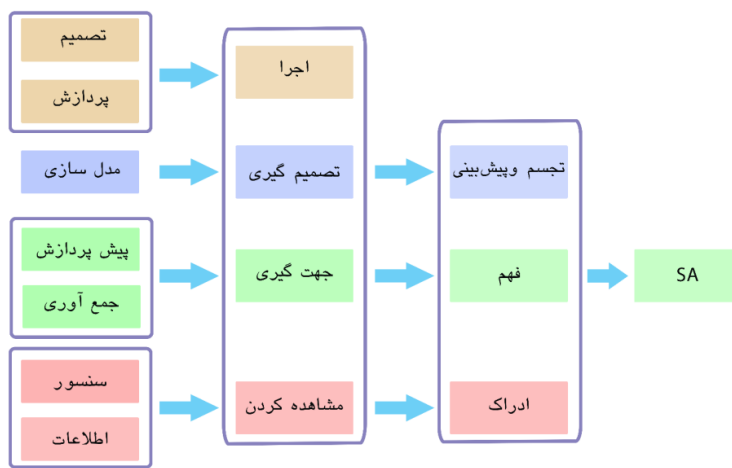 تصمیم
پردازش
مدل سازی
پیش پردازش
جمع آوری
سنسور
اطلاعات
اجرا
تصمیم گیری
جهت گیری
مشاهده کردن
تجسم وپیش‌بینی
فهم
ادراک
SA